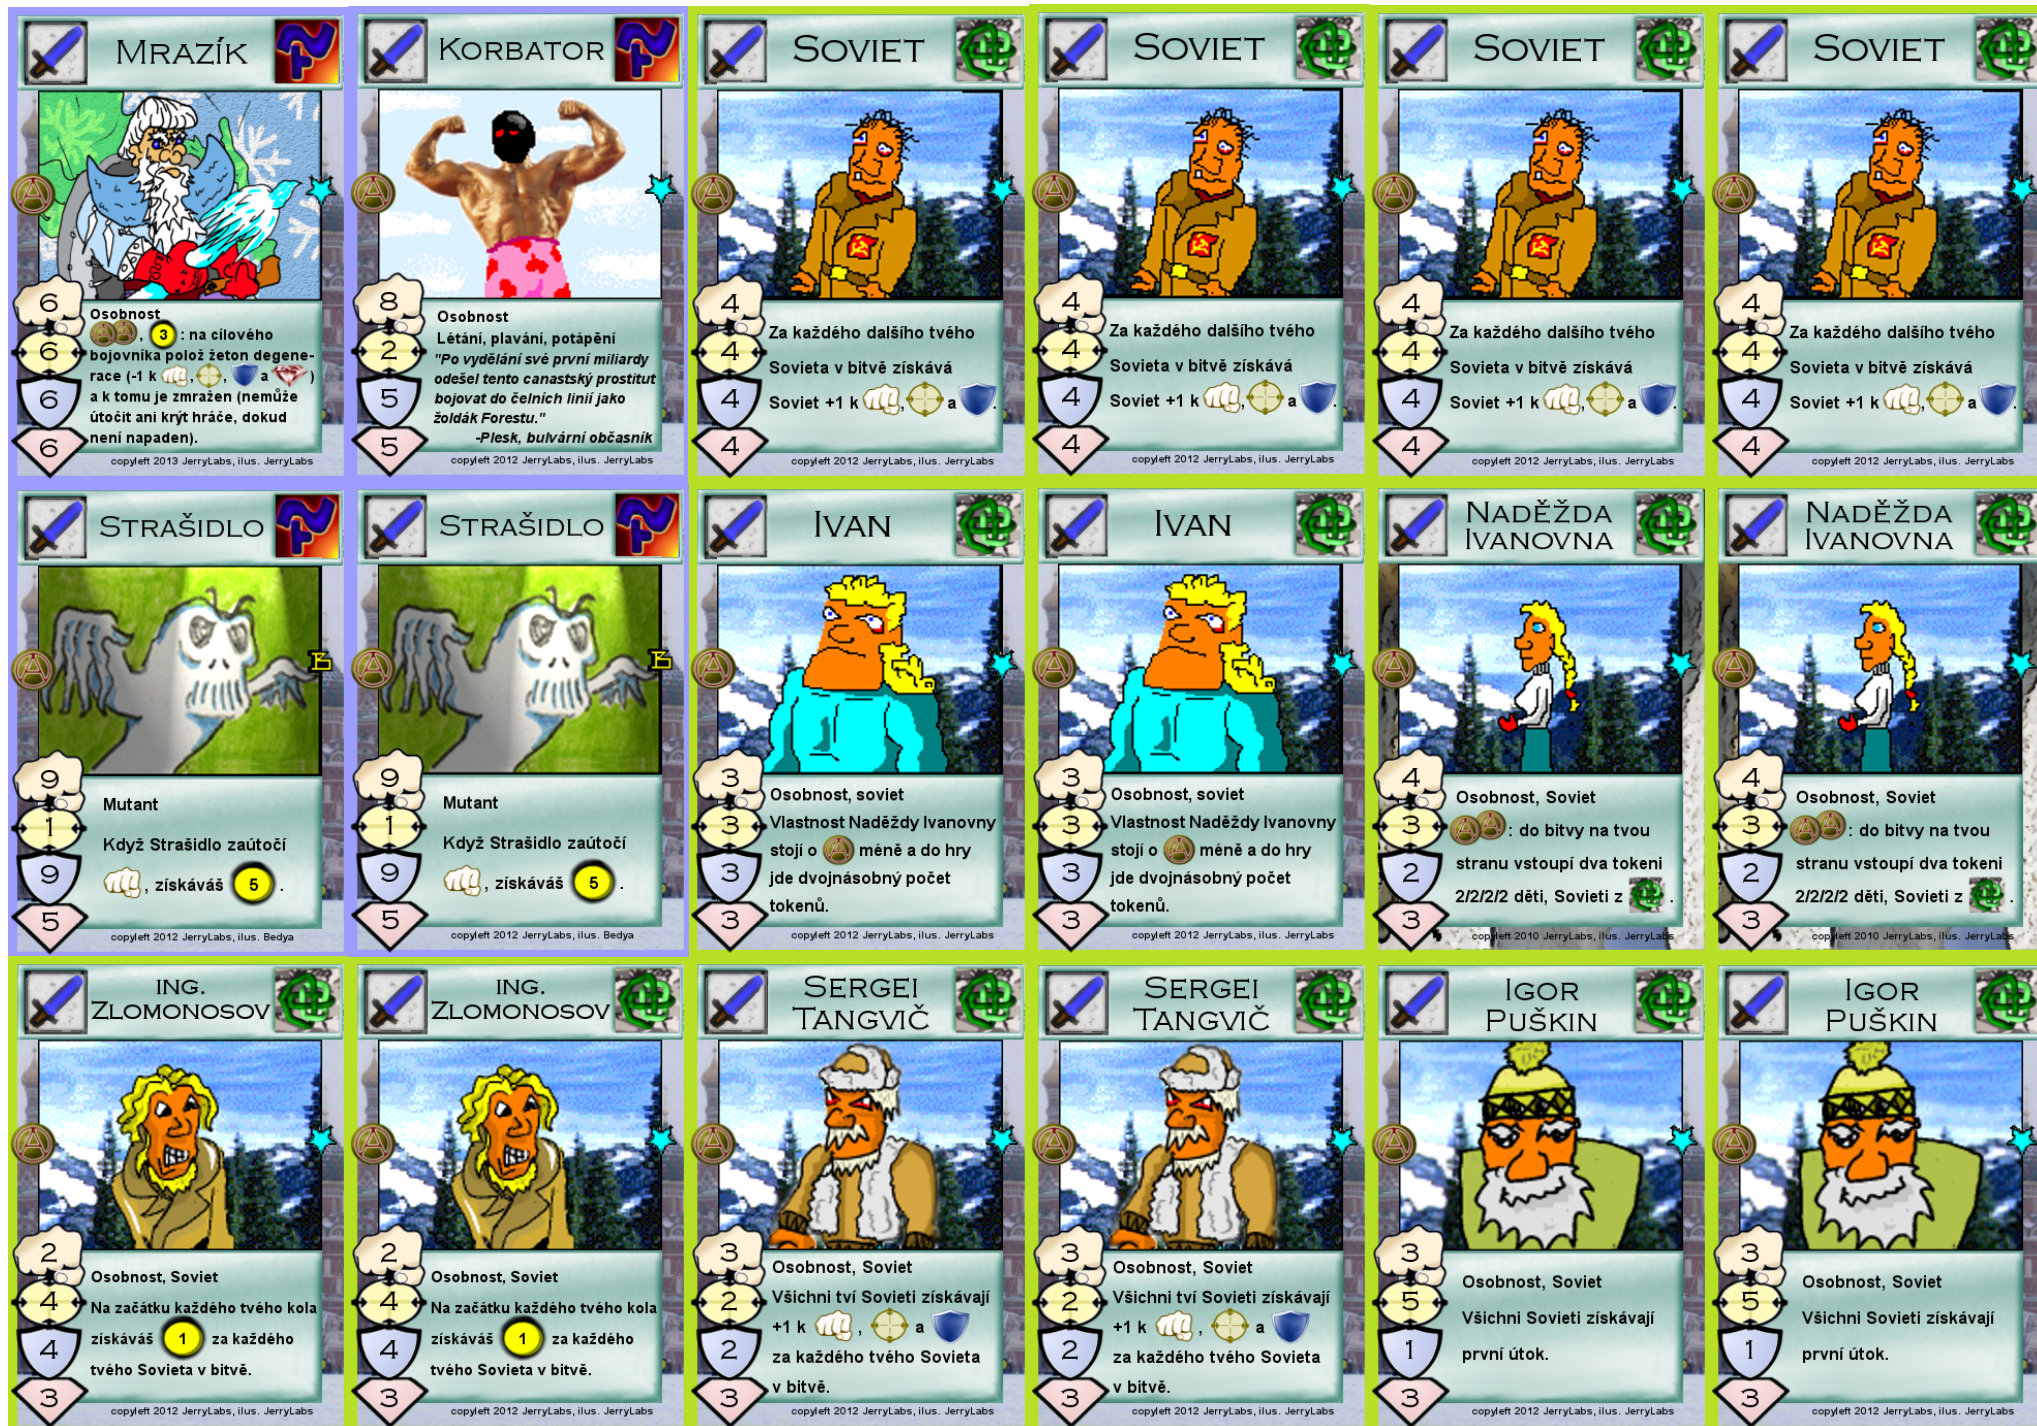 Mrazík
6
6
6
6
Osobnost
, 3 : na cílového
bojovníka polož žeton degene-
race (-1 k , , a )
a k tomu je zmražen (nemůže
útočit ani krýt hráče, dokud
není napaden).
copyleft 2013 JerryLabs, ilus. JerryLabs
Korbator
8
2
5
5
Osobnost
Létání, plavání, potápění
"Po vydělání své první miliardy
odešel tento canastský prostitut
bojovat do čelních linií jako
žoldák Forestu."
-Plesk, bulvární občasník
copyleft 2012 JerryLabs, ilus. JerryLabs
Soviet
4
4
4
4
Za každého dalšího tvého
Sovieta v bitvě získává
Soviet +1 k , a .
copyleft 2012 JerryLabs, ilus. JerryLabs
Soviet
4
4
4
4
Za každého dalšího tvého
Sovieta v bitvě získává
Soviet +1 k , a .
copyleft 2012 JerryLabs, ilus. JerryLabs
Soviet
4
4
4
4
Za každého dalšího tvého
Sovieta v bitvě získává
Soviet +1 k , a .
copyleft 2012 JerryLabs, ilus. JerryLabs
Soviet
4
4
4
4
Za každého dalšího tvého
Sovieta v bitvě získává
Soviet +1 k , a .
copyleft 2012 JerryLabs, ilus. JerryLabs
Strašidlo
9
1
9
5
Mutant
Když Strašidlo zaútočí
, získáváš 5 .
copyleft 2012 JerryLabs, ilus. Bedya
Strašidlo
9
1
9
5
Mutant
Když Strašidlo zaútočí
, získáváš 5 .
copyleft 2012 JerryLabs, ilus. Bedya
Ivan
3
3
3
3
Osobnost, soviet
Vlastnost Naděždy Ivanovny
stojí o méně a do hry
jde dvojnásobný počet
tokenů.
copyleft 2012 JerryLabs, ilus. JerryLabs
Ivan
3
3
3
3
Osobnost, soviet
Vlastnost Naděždy Ivanovny
stojí o méně a do hry
jde dvojnásobný počet
tokenů.
copyleft 2012 JerryLabs, ilus. JerryLabs
Naděžda
Ivanovna
4
3
2
3
Osobnost, Soviet
: do bitvy na tvou
stranu vstoupí dva tokeni
2/2/2/2 děti, Sovieti z .
copyleft 2010 JerryLabs, ilus. JerryLabs
Naděžda
Ivanovna
4
3
2
3
Osobnost, Soviet
: do bitvy na tvou
stranu vstoupí dva tokeni
2/2/2/2 děti, Sovieti z .
copyleft 2010 JerryLabs, ilus. JerryLabs
Ing.
Zlomonosov
2
4
4
3
Osobnost, Soviet
Na začátku každého tvého kola
získáváš 1 za každého
tvého Sovieta v bitvě.
copyleft 2012 JerryLabs, ilus. JerryLabs
Ing.
Zlomonosov
2
4
4
3
Osobnost, Soviet
Na začátku každého tvého kola
získáváš 1 za každého
tvého Sovieta v bitvě.
copyleft 2012 JerryLabs, ilus. JerryLabs
Sergei
Tangvič
3
2
2
3
Osobnost, Soviet
Všichni tví Sovieti získávají
+1 k , a
za každého tvého Sovieta
v bitvě.
copyleft 2012 JerryLabs, ilus. JerryLabs
Sergei
Tangvič
3
2
2
3
Osobnost, Soviet
Všichni tví Sovieti získávají
+1 k , a
za každého tvého Sovieta
v bitvě.
copyleft 2012 JerryLabs, ilus. JerryLabs
Igor
Puškin
3
5
1
3
Osobnost, Soviet
Všichni Sovieti získávají
první útok.
copyleft 2012 JerryLabs, ilus. JerryLabs
Igor
Puškin
3
5
1
3
Osobnost, Soviet
Všichni Sovieti získávají
první útok.
copyleft 2012 JerryLabs, ilus. JerryLabs